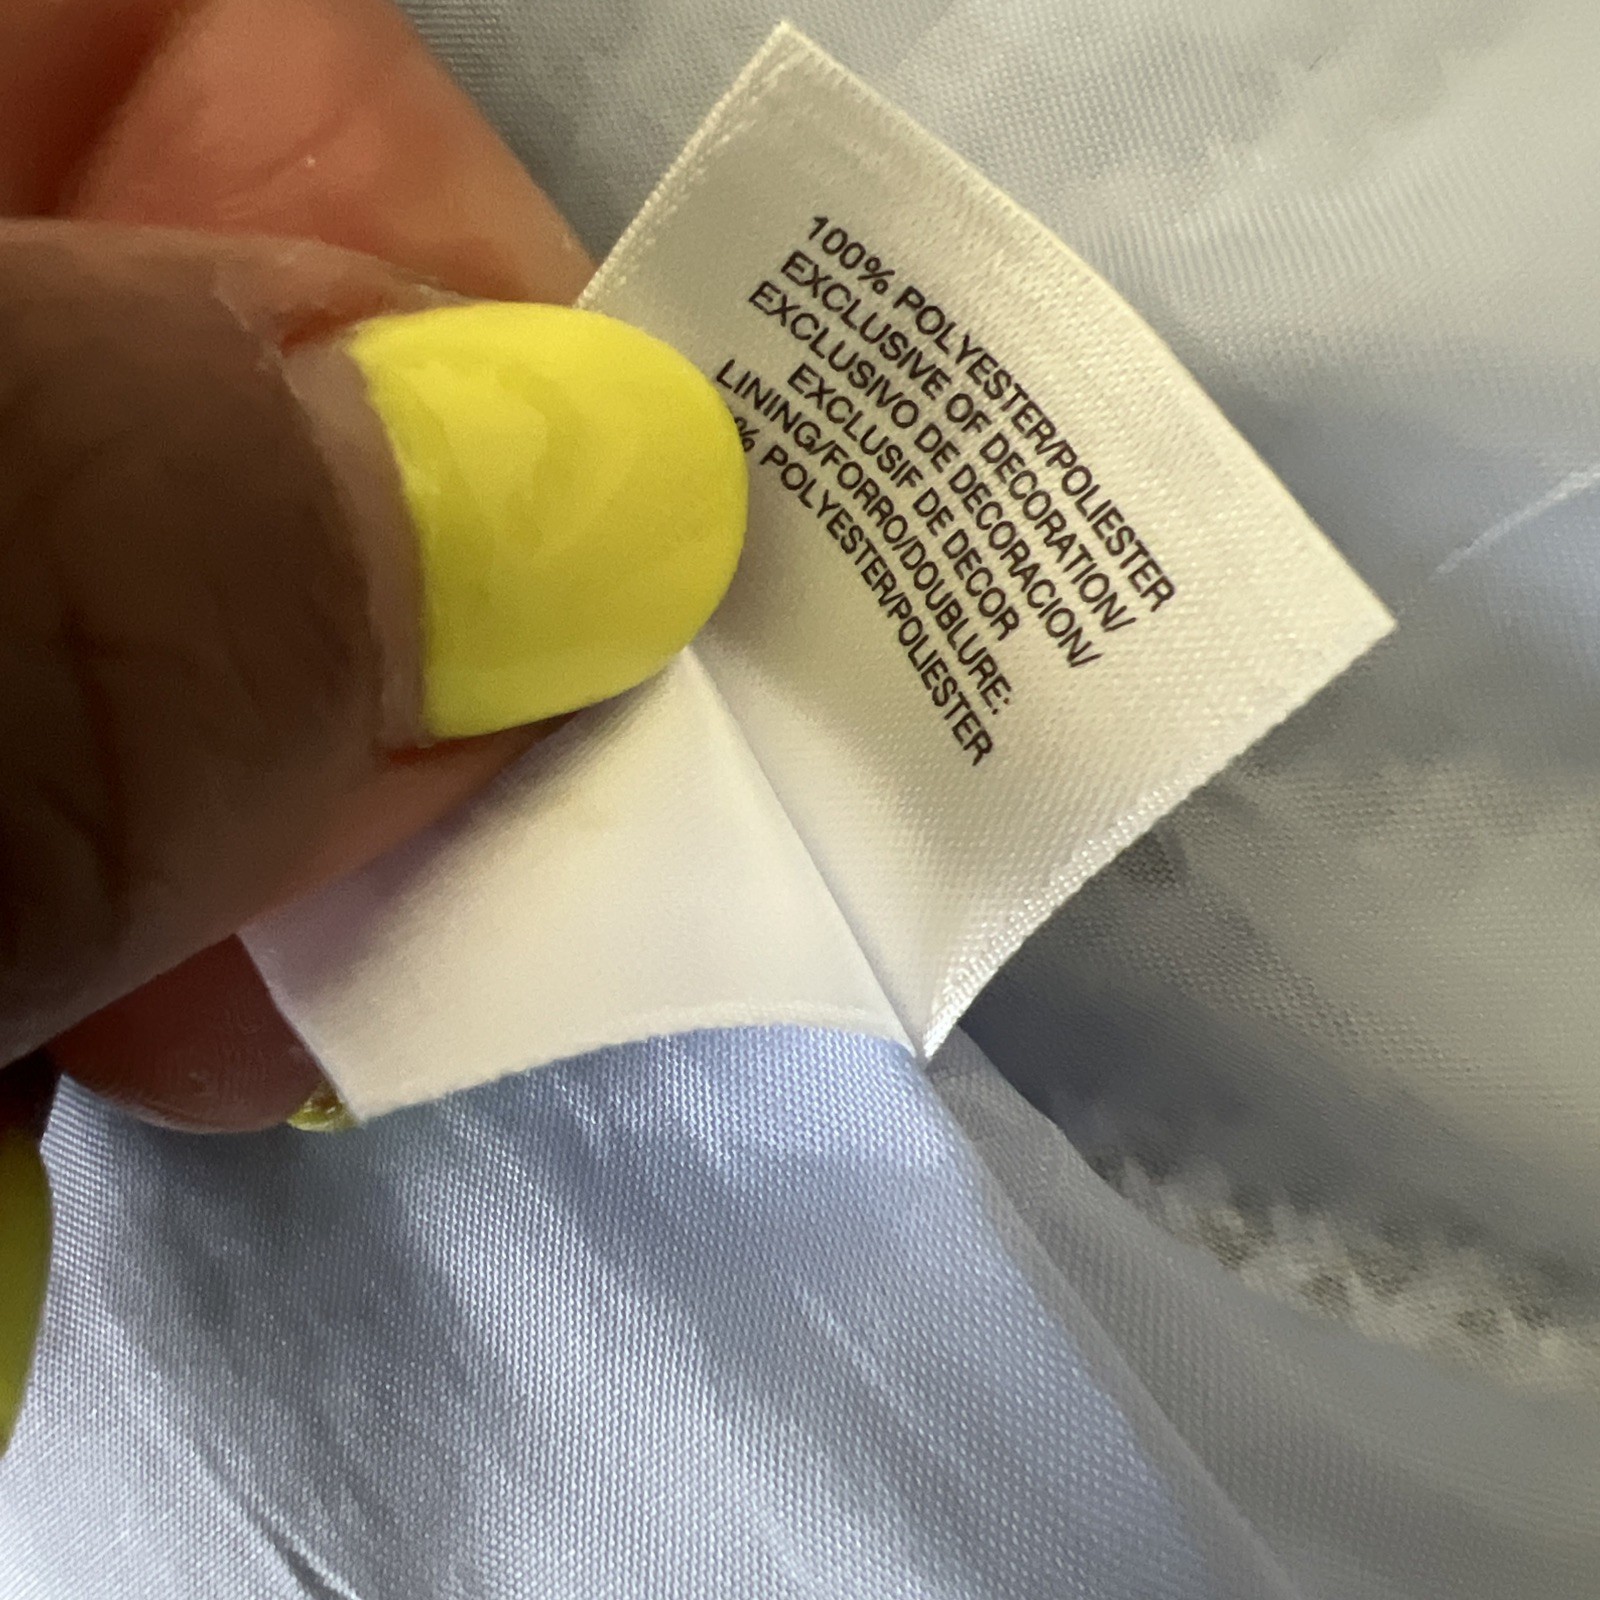 100% POLYESTER/POLIESTER
EXCLUSIVE OF DECORATION/
EXCLUSIVO DE DECORACION/
EXCLUSIF DE DECOR
LINING/FORRO/DOUBLURE:
% POLYESTER/POLIESTER